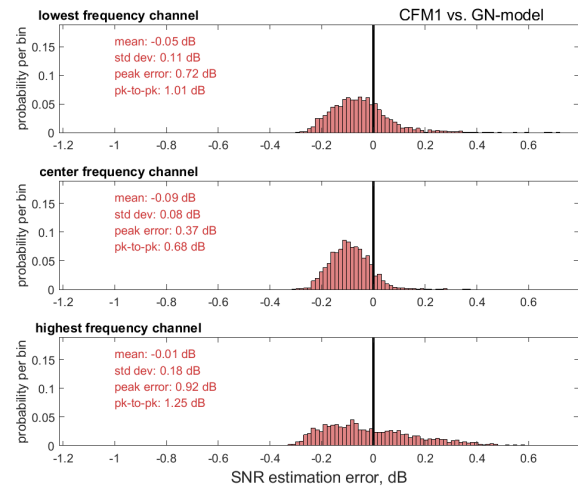 lowest frequency channel
CFM1 vs. GN-model
probability per bin
0.15
0.1
0.05
0
mean: -0.05 dB
std dev: 0.11 dB
peak error: 0.72 dB
pk-to-pk: 1.01 dB
-1.2 -1 -0.8 -0.6 -0.4 -0.2 0 0.2 0.4 0.6
center frequency channel
probability per bin
0.15
0.1
0.05
0
mean: -0.09 dB
std dev: 0.08 dB
peak error: 0.37 dB
pk-to-pk: 0.68 dB
-1.2 -1 -0.8 -0.6 -0.4 -0.2 0 0.2 0.4 0.6
highest frequency channel
probability per bin
0.15
0.1
0.05
0
mean: -0.01 dB
std dev: 0.18 dB
peak error: 0.92 dB
pk-to-pk: 1.25 dB
-1.2 -1 -0.8 -0.6 -0.4 -0.2 0 0.2 0.4 0.6
SNR estimation error, dB